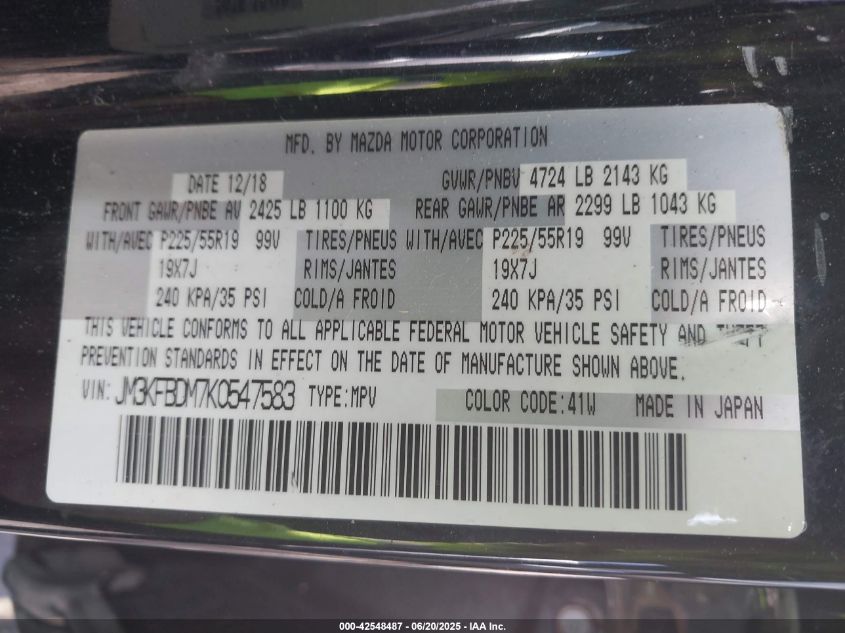 MFD. BY MAZDA MOTOR CORPORATION
DATE 12/18 GVWR/PNBV 4724 LB 2143 KG
FRONT GAWR/PNBE AV 2425 LB 1100 KG REAR GAWR/PNBE AR 2299 LB 1043 KG
WITH/AVEC P225/55R19 99V TIRES/PNEUS WITH/AVEC P225/55R19 99V TIRES/PNEUS
19X7J RIMS/JANTES 19X7J RIMS/JANTES
240 KPA/35 PSI COLD/A FROID 240 KPA/35 PSI COLD/A FROID
THIS VEHICLE CONFORMS TO ALL APPLICABLE FEDERAL MOTOR VEHICLE SAFETY AND THEFT
PREVENTION STANDARDS IN EFFECT ON THE DATE OF MANUFACTURE SHOWN ABOVE.
VIN: JM3KFBDM7K0547583 TYPE:MPV COLOR CODE:41W MADE IN JAPAN
000-42548487 - 06/20/2025 - IAA Inc.